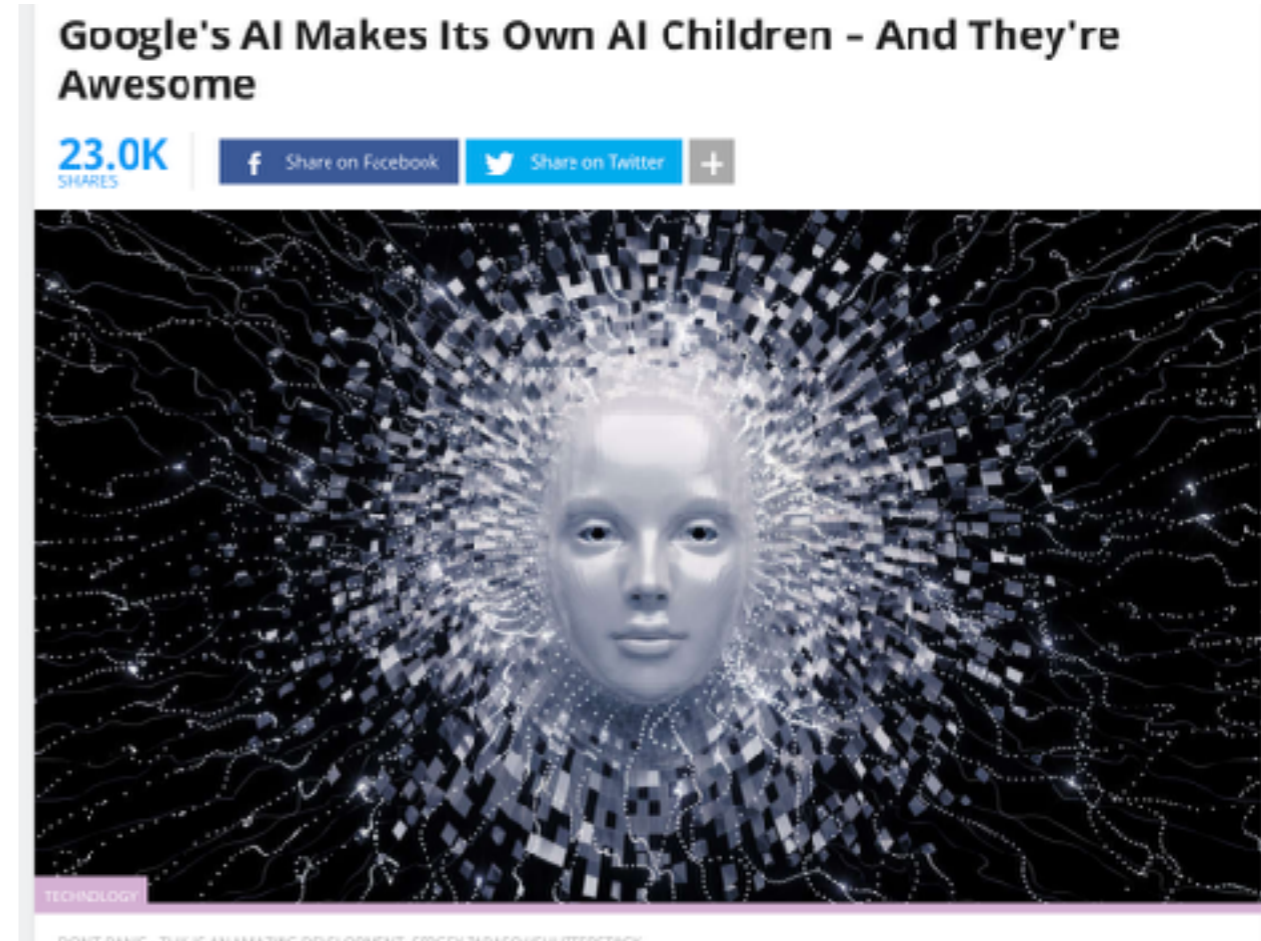 Google's AI Makes Its Own AI Children – And They're
Awesome
23.0K
SHARES
f Share on Facebook
Share on Twitter
+
TECHNOLOGY